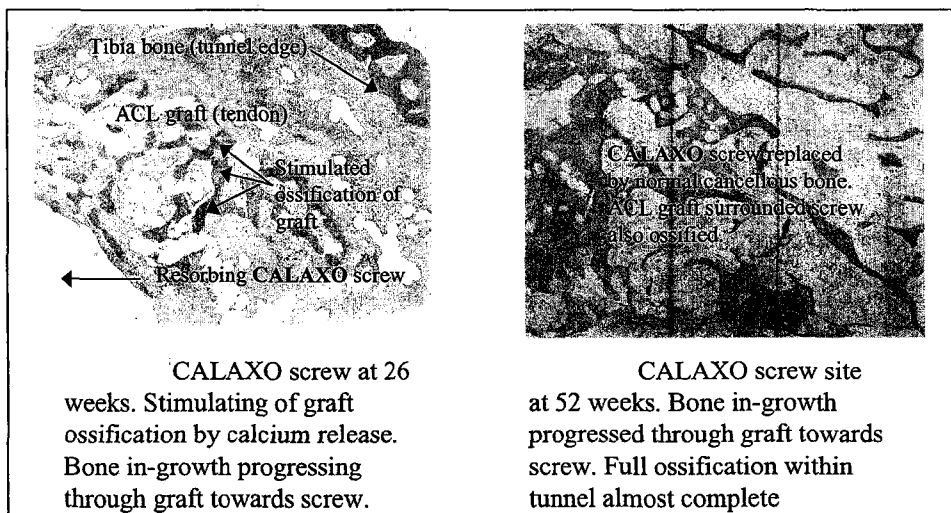 Tibia bone (tunnel edge)
ACL graft (tendon)
Stimulated
ossification of
graft
Resorbing CALAXO screw
CALAXO screw at 26
weeks. Stimulating of graft
ossification by calcium release.
Bone in-growth progressing
through graft towards screw.
CALAXO screw replaced
by normal cancellous bone.
ACL graft surrounded screw
also ossified.
CALAXO screw site
at 52 weeks. Bone in-growth
progressed through graft towards
screw. Full ossification within
tunnel almost complete